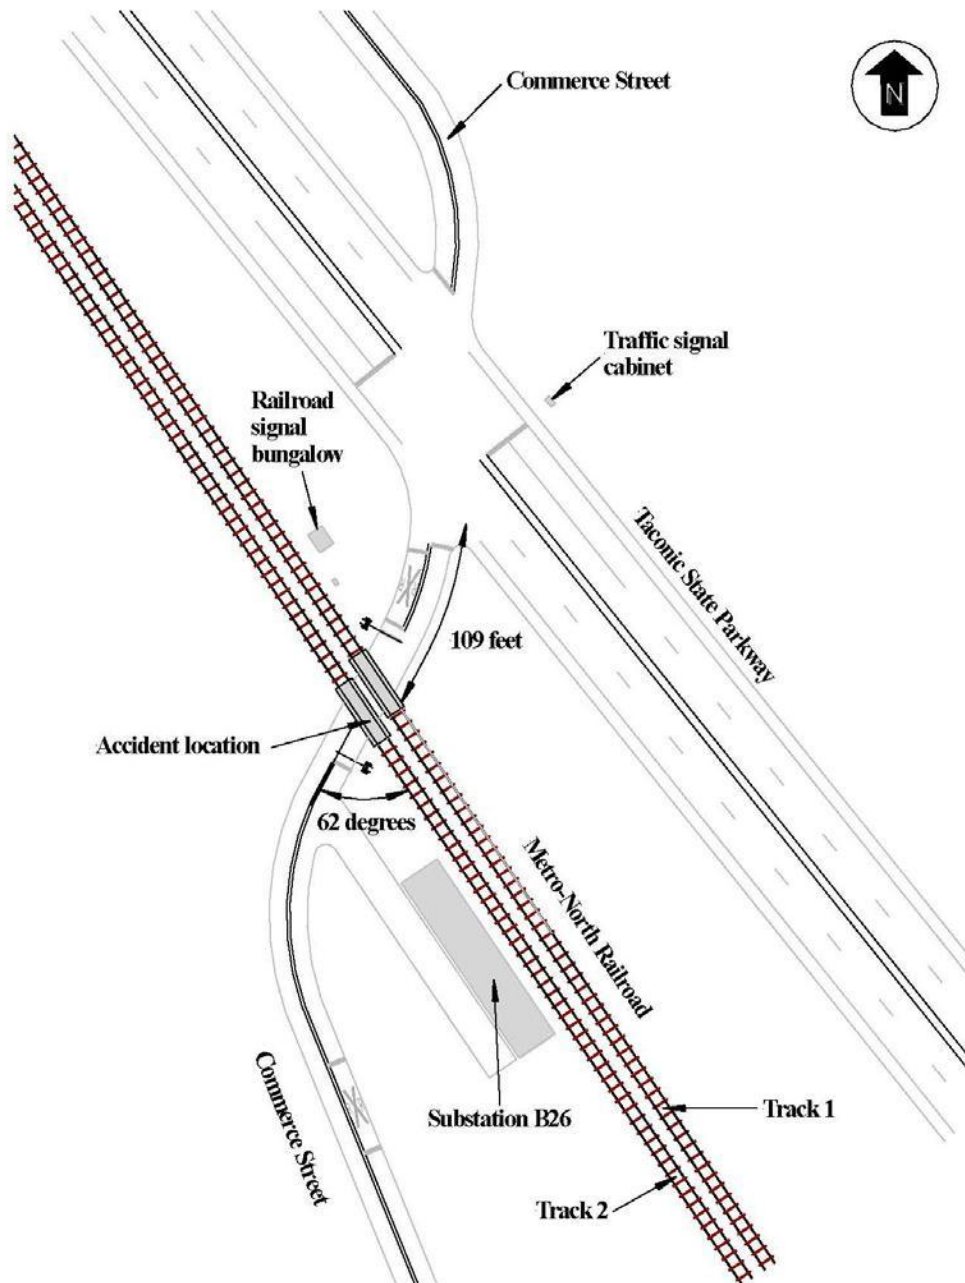 Commerce Street
N
Traffic signal
cabinet
Railroad
signal
bungalow
Taconic State Parkway
109 feet
Accident location
62 degrees
Metro-North Railroad
Commerce Street
Substation B26
Track 1
Track 2